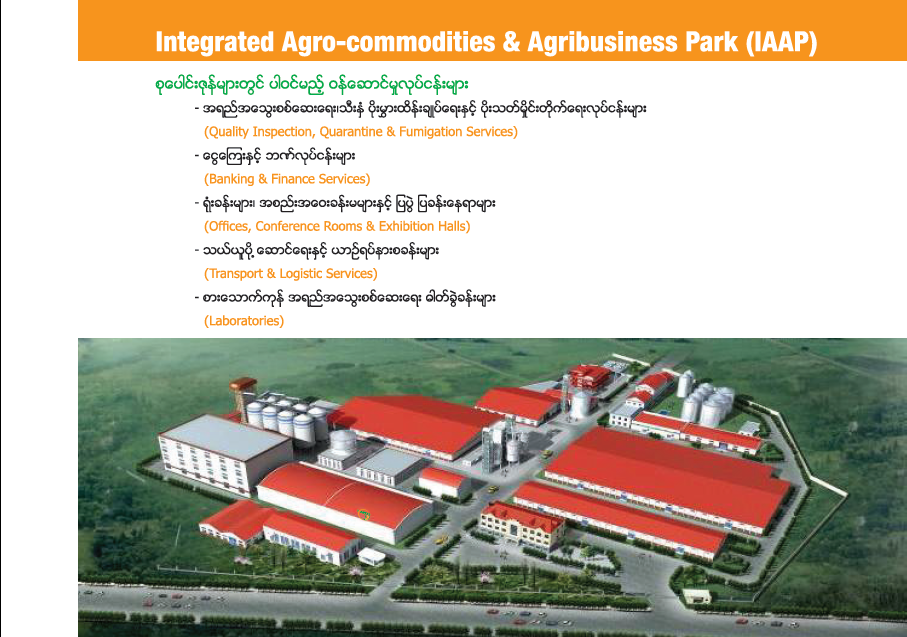 Integrated Agro-commodities & Agribusiness Park (IAAP)
စုပေါင်းဇုန်များတွင် ပါဝင်မည့် ဝန်ဆောင်မှုလုပ်ငန်းများ
- အရည်အသွေးစစ်ဆေးရေး၊သီးနှံ ပိုးမွှားထိန်းချုပ်ရေးနှင့် ပိုးသတ်မှိုင်းတိုက်ရေးလုပ်ငန်းများ
(Quality Inspection, Quarantine & Fumigation Services)
- ငွေကြေးနှင့် ဘဏ်လုပ်ငန်းများ
(Banking & Finance Services)
- ရုံးခန်းများ၊ အစည်းအဝေးခန်းမများနှင့် ပြပွဲ ပြခန်းနေရာများ
(Offices, Conference Rooms & Exhibition Halls)
- သယ်ယူပို့ ဆောင်ရေးနှင့် ယာဉ်ရပ်နားစခန်းများ
(Transport & Logistic Services)
- စားသောက်ကုန် အရည်အသွေးစစ်ဆေးရေး ဓါတ်ခွဲခန်းများ
(Laboratories)